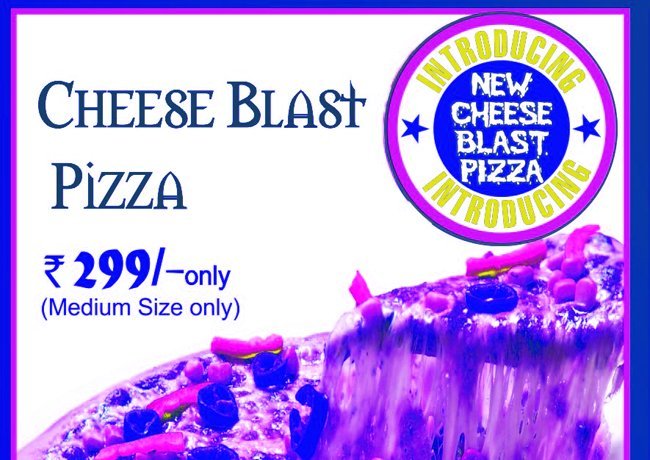 Cheese Blast
Pizza
₹ 299/-only
(Medium Size only)
INTRODUCING
NEW
CHEESE
BLAST
PIZZA
INTRODUCING